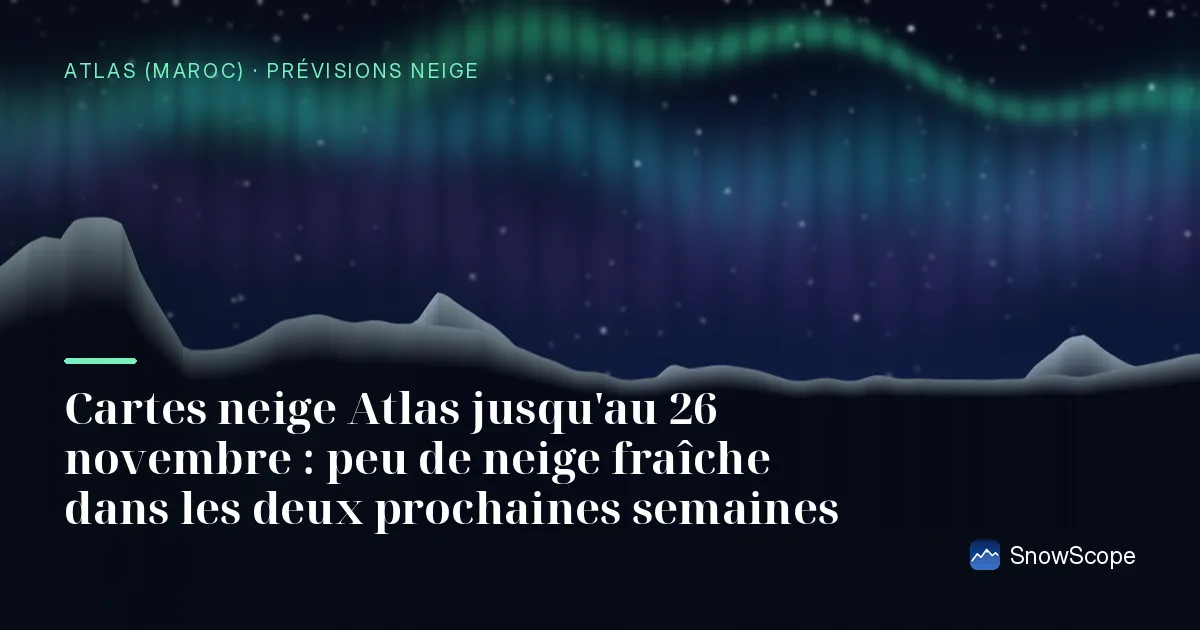 ATLAS (MAROC) · PRÉVISIONS NEIGE
Cartes neige Atlas jusqu'au 26
novembre : peu de neige fraîche
dans les deux prochaines semaines
SnowScope